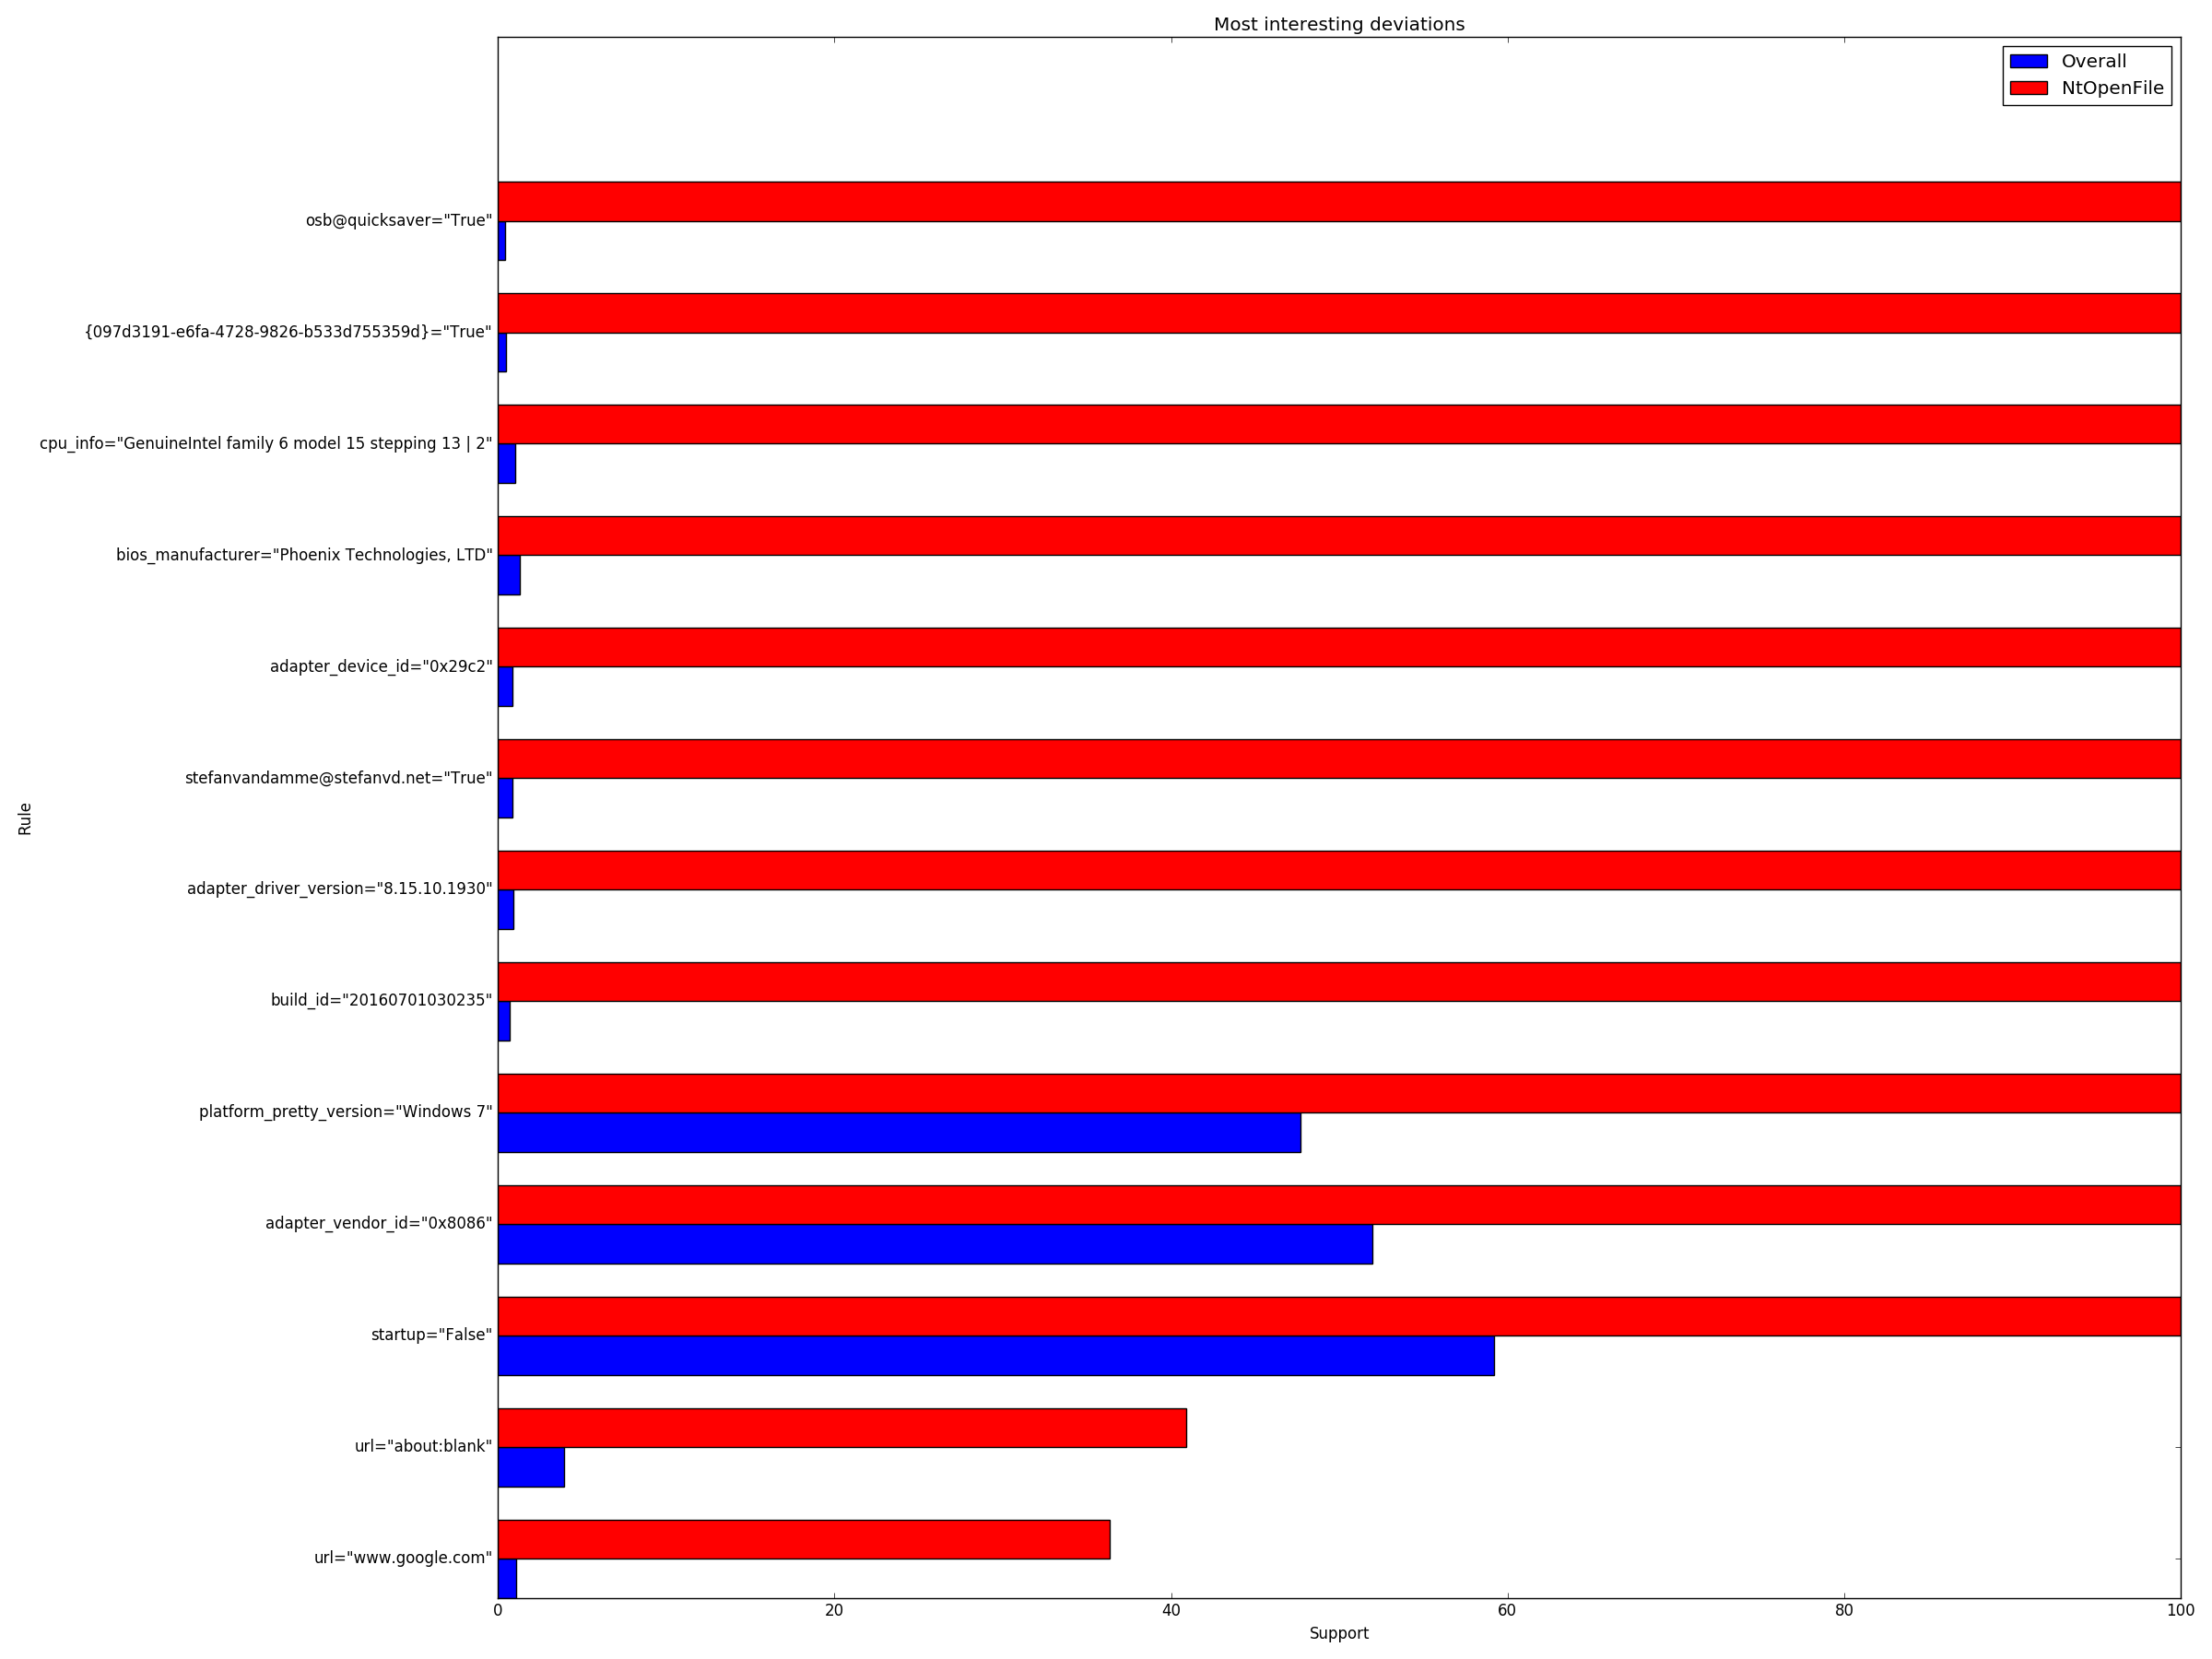 Most interesting deviations
Overall
NtOpenFile
osb@quicksaver="True"
{097d3191-e6fa-4728-9826-b533d755359d}="True"
cpu_info="GenuineIntel family 6 model 15 stepping 13 | 2"
bios_manufacturer="Phoenix Technologies, LTD"
adapter_device_id="0x29c2"
stefanvandamme@stefanvd.net="True"
Rule
adapter_driver_version="8.15.10.1930"
build_id="20160701030235"
platform_pretty_version="Windows 7"
adapter_vendor_id="0x8086"
startup="False"
url="about:blank"
url="www.google.com"
0 20 40 60 80 100
Support